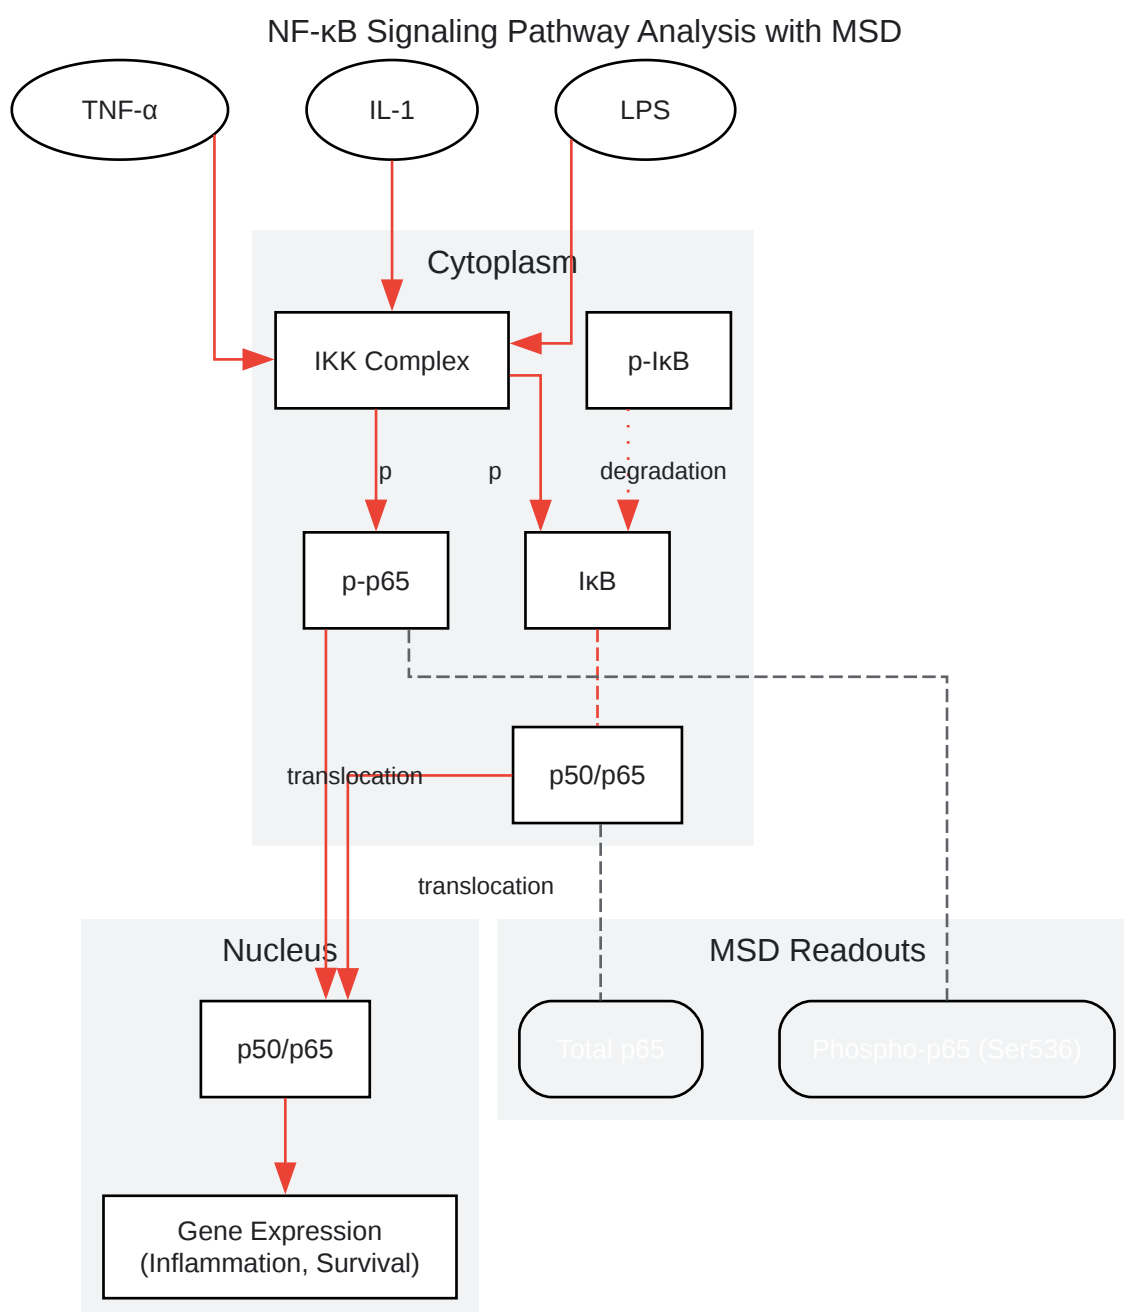 NF-κB Signaling Pathway Analysis with MSD
TNF-α
IL-1
LPS
Cytoplasm
IKK Complex
p-IκB
p
p
degradation
p-p65
IκB
translocation
p50/p65
translocation
Nucleus
MSD Readouts
p50/p65
Total p65
Phospho-p65 (Ser536)
Gene Expression
(Inflammation, Survival)